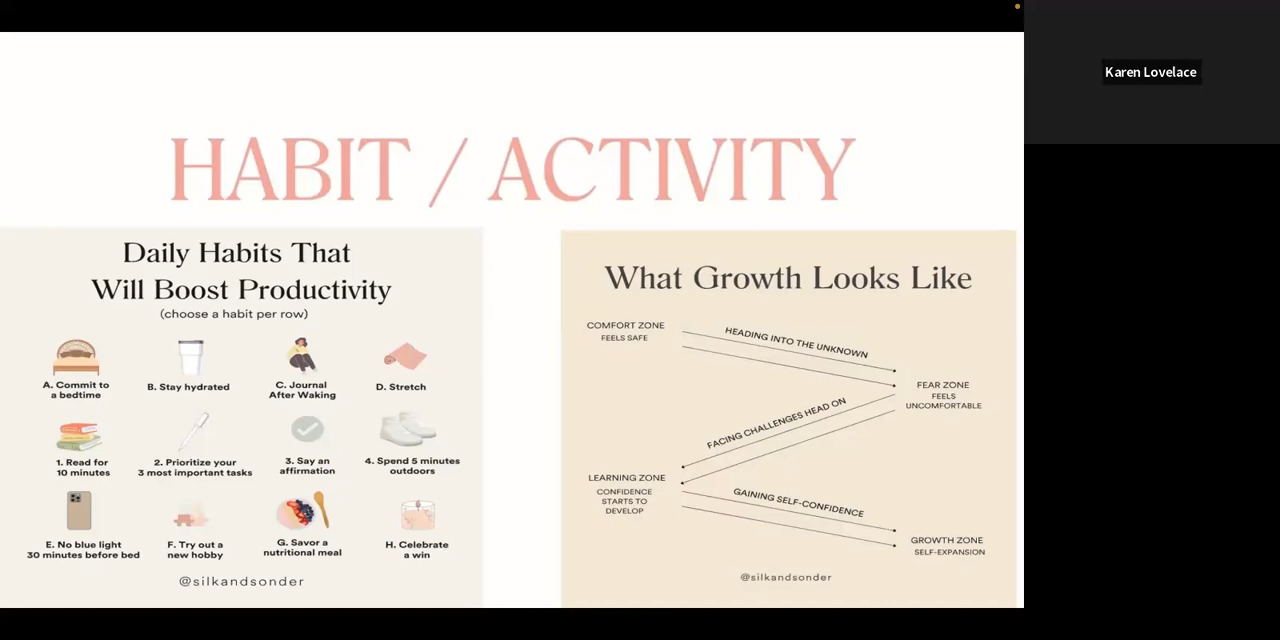 Karen Lovelace
HABIT / ACTIVITY
Daily Habits That
Will Boost Productivity
(choose a habit per row)
A. Commit to
a bedtime
B. Stay hydrated
C. Journal
After Waking
D. Stretch
1. Read for
10 minutes
2. Prioritize your
3 most important tasks
3. Say an
affirmation
4. Spend 5 minutes
outdoors
E. No blue light
30 minutes before bed
F. Try out a
new hobby
G. Savor a
nutritional meal
H. Celebrate
a win
@silkandsonder
What Growth Looks Like
COMFORT ZONE
FEELS SAFE
HEADING INTO THE UNKNOWN
FEAR ZONE
FEELS
UNCOMFORTABLE
FACING CHALLENGES HEAD ON
LEARNING ZONE
CONFIDENCE
STARTS TO
DEVELOP
GAINING SELF-CONFIDENCE
GROWTH ZONE
SELF-EXPANSION
@silkandsonder